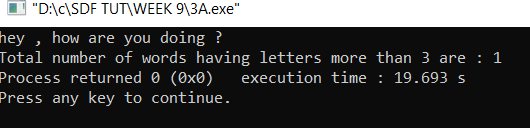 "D:\c\SDF TUT\WEEK 9\3A.exe"
hey , how are you doing ?
Total number of words having letters more than 3 are : 1
Process returned 0 (0x0)   execution time : 19.693 s
Press any key to continue.